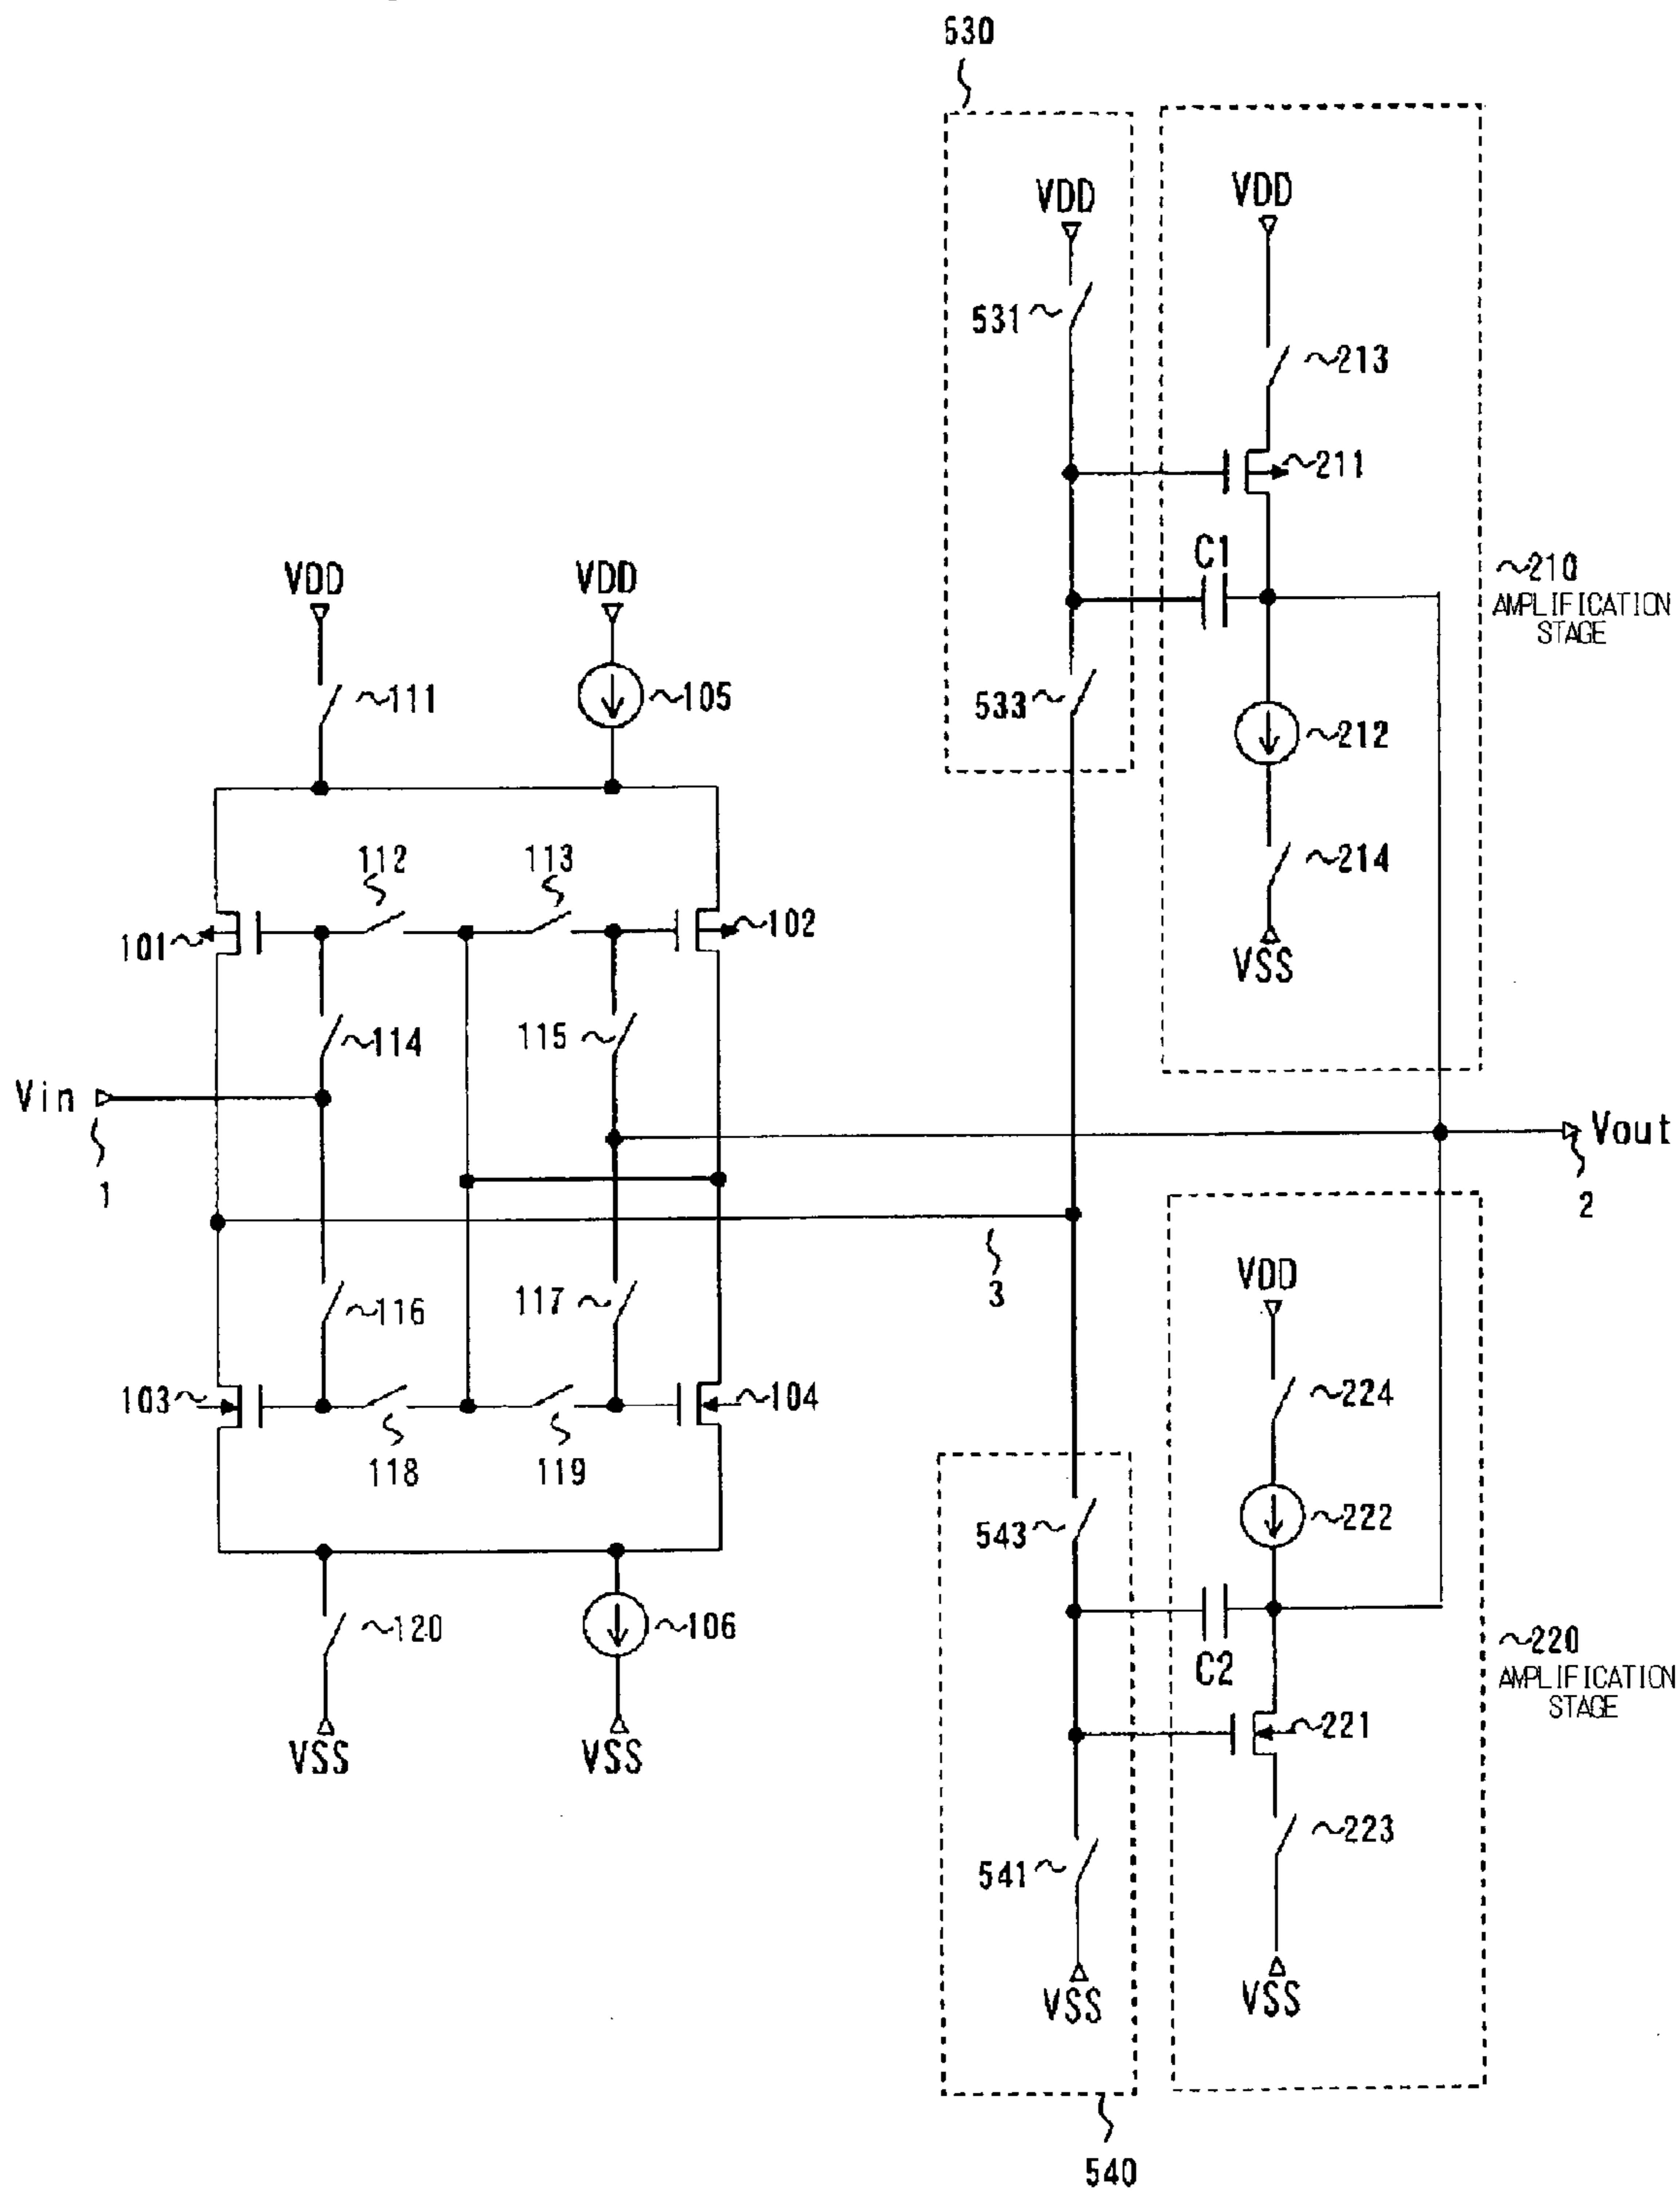 530
VDD
VDD
531
213
211
C1
210
AMPLIFICATION
STAGE
VDD
VDD
111
105
533
212
112
113
214
101
102
VSS
114
115
Vin
1
Vout
2
3
116
117
VDD
103
104
224
118
119
543
222
120
106
C2
220
AMPLIFICATION
STAGE
VSS
VSS
221
541
223
VSS
VSS
540